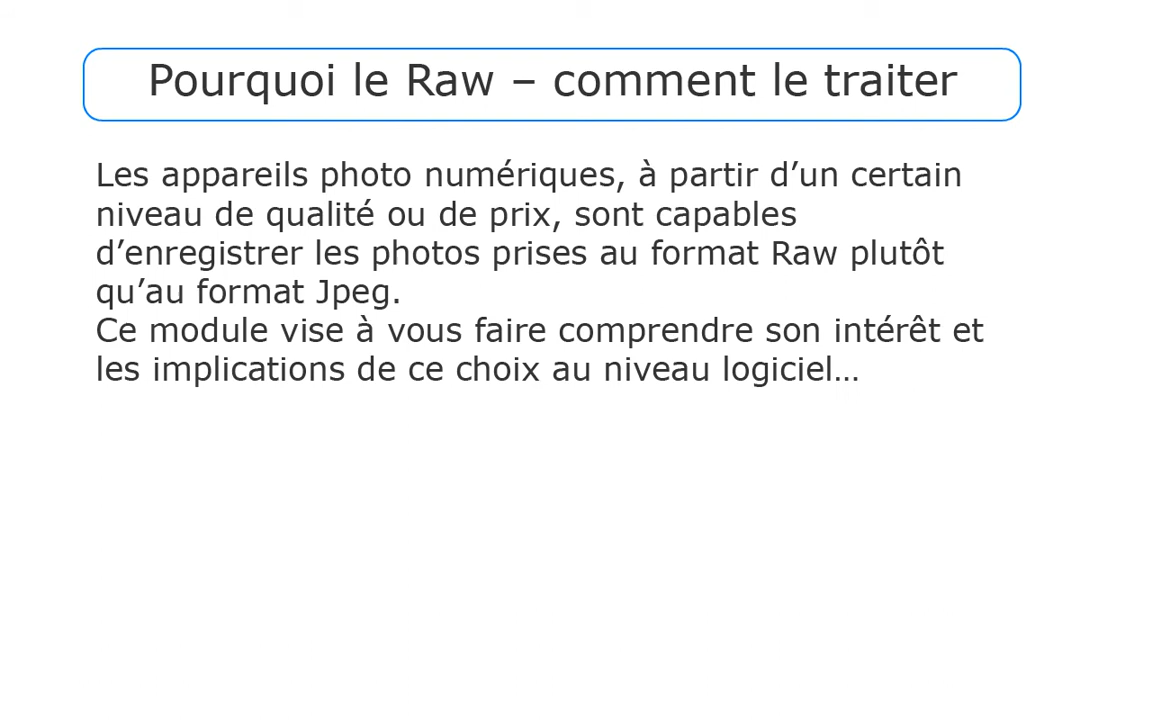 Pourquoi le Raw – comment le traiter
Les appareils photo numériques, à partir d’un certain
niveau de qualité ou de prix, sont capables
d’enregistrer les photos prises au format Raw plutôt
qu’au format Jpeg.
Ce module vise à vous faire comprendre son intérêt et
les implications de ce choix au niveau logiciel…